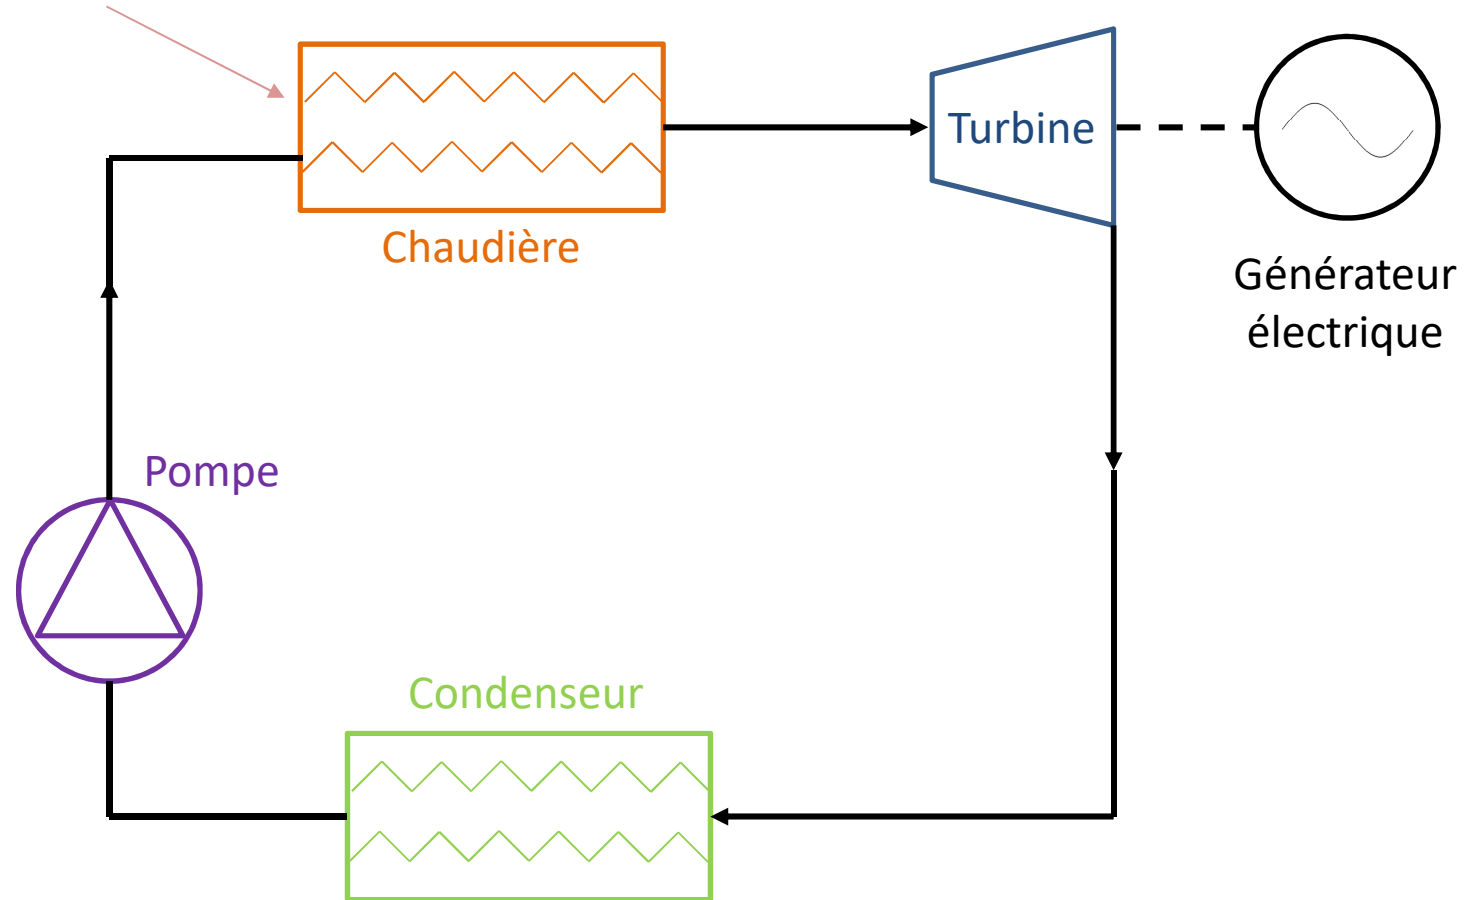 Turbine
Chaudière
Générateur
électrique
Pompe
Condenseur